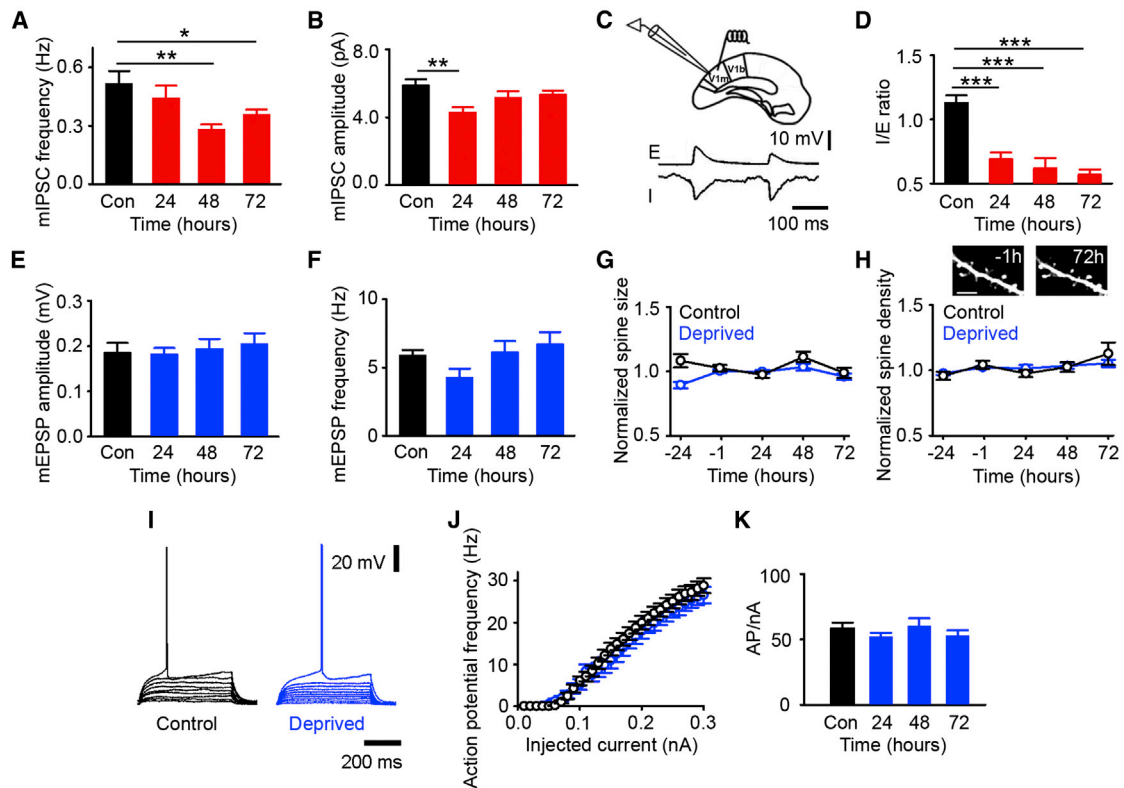 A
mIPSC frequency (Hz)
0.6
0.3
0.0
*
**
Con 24 48 72
Time (hours)
B
mIPSC amplitude (pA)
8.0
4.0
0.0
**
Con 24 48 72
Time (hours)
C
V1m V1b
10 mV
E
I
100 ms
D
I/E ratio
1.5
1.0
0.5
***
***
***
Con 24 48 72
Time (hours)
E
mEPSP amplitude (mV)
0.3
0.2
0.1
0.0
Con 24 48 72
Time (hours)
F
mEPSP frequency (Hz)
10
5
0
Con 24 48 72
Time (hours)
G
Normalized spine size
1.5
1.0
0.5
Control
Deprived
-24 -1 24 48 72
Time (hours)
H
-1h 72h
Normalized spine density
1.5
1.0
0.5
Control
Deprived
-24 -1 24 48 72
Time (hours)
I
20 mV
Control Deprived
200 ms
J
Action potential frequency (Hz)
30
20
10
0
0.0 0.1 0.2 0.3
Injected current (nA)
K
AP/nA
100
50
0
Con 24 48 72
Time (hours)